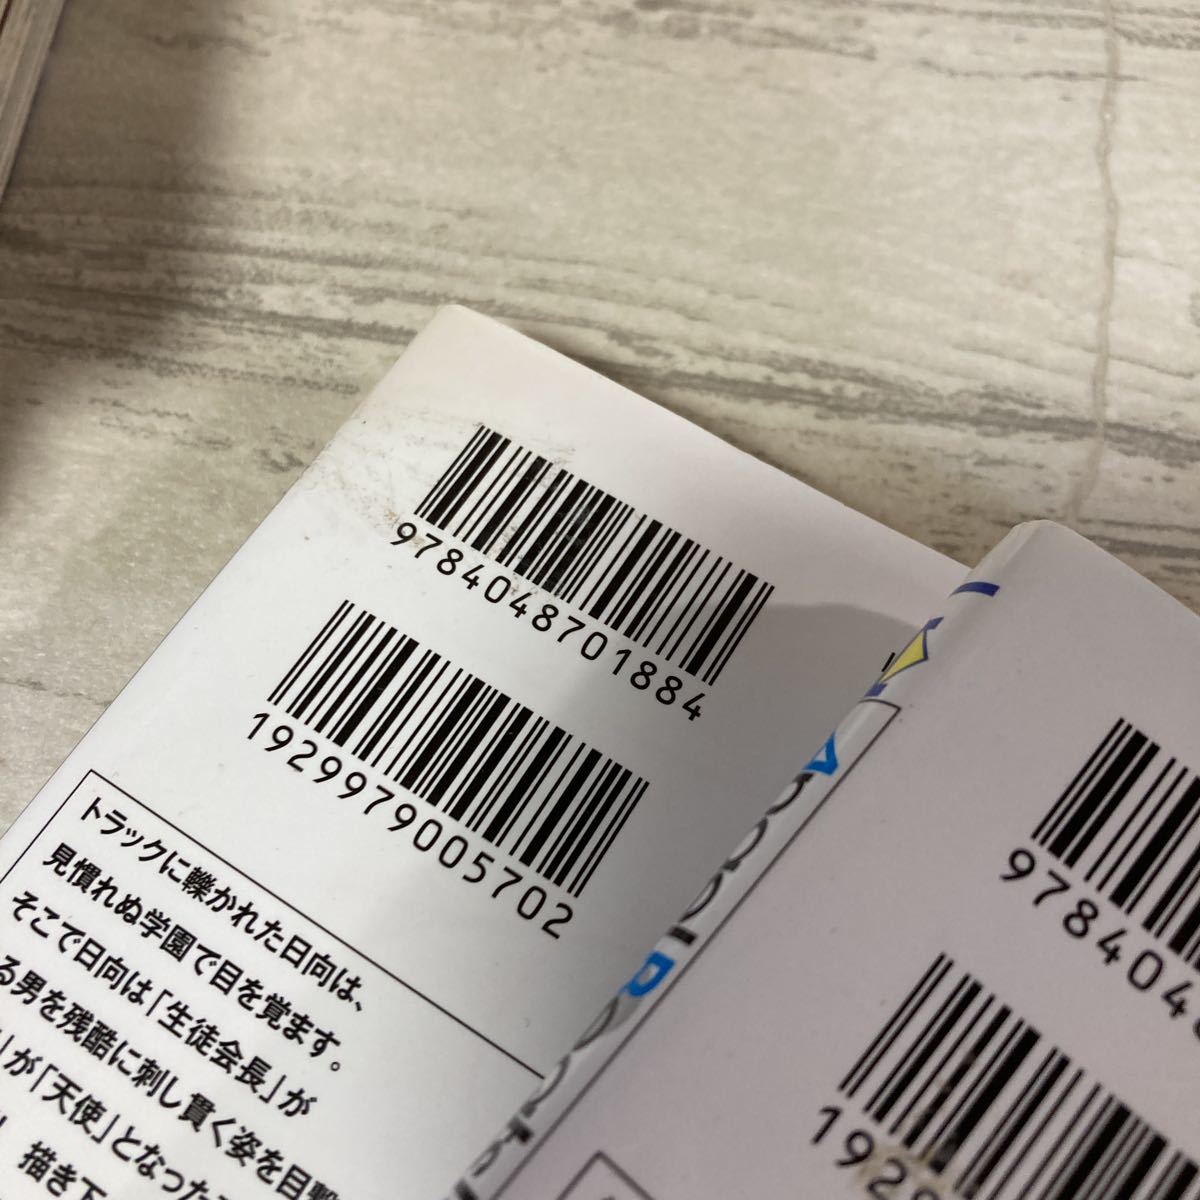 9784048701884
1929979005702
トラックに轢かれた日向は、
見慣れぬ学園で目を覚ます。
そこで日向は「生徒会長」が
る男を残酷に刺し貫く姿を目撃
が「天使」となった
描き下
978404
192